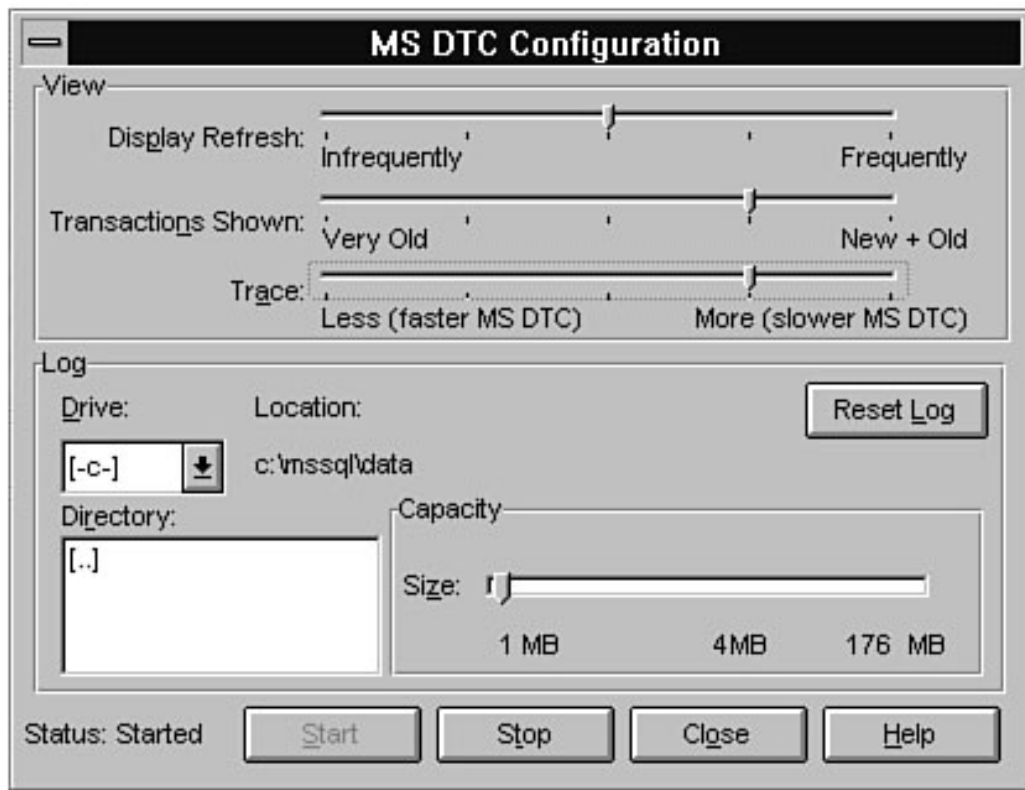 MS DTC Configuration
View
Display Refresh:
Infrequently Frequently
Transactions Shown:
Very Old New + Old
Trace:
Less (faster MS DTC) More (slower MS DTC)
Log
Drive: Location: Reset Log
[-c-] c:\mssql\data
Directory: Capacity
[..]
Size:
1 MB 4MB 176 MB
Status: Started Start Stop Close Help